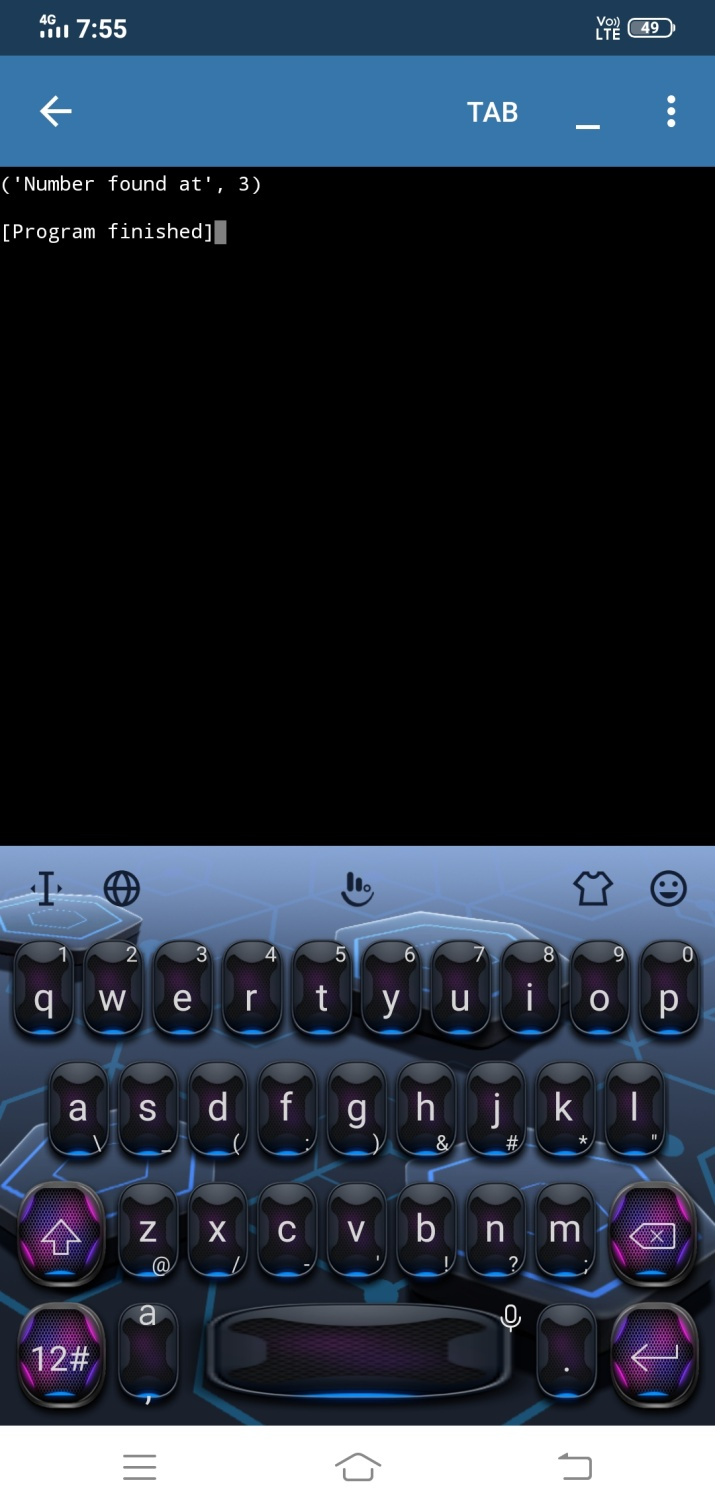 4G 7:55 Vo)) LTE 49
TAB _
('Number found at', 3)
[Program finished]
1 2 3 4 5 6 7 8 9 0
q w e r t y u i o p
a s d f g h j k l
\ _ ( : ) & # * "
z x c v b n m
@ / - ' ! ? ;
a
12# , .